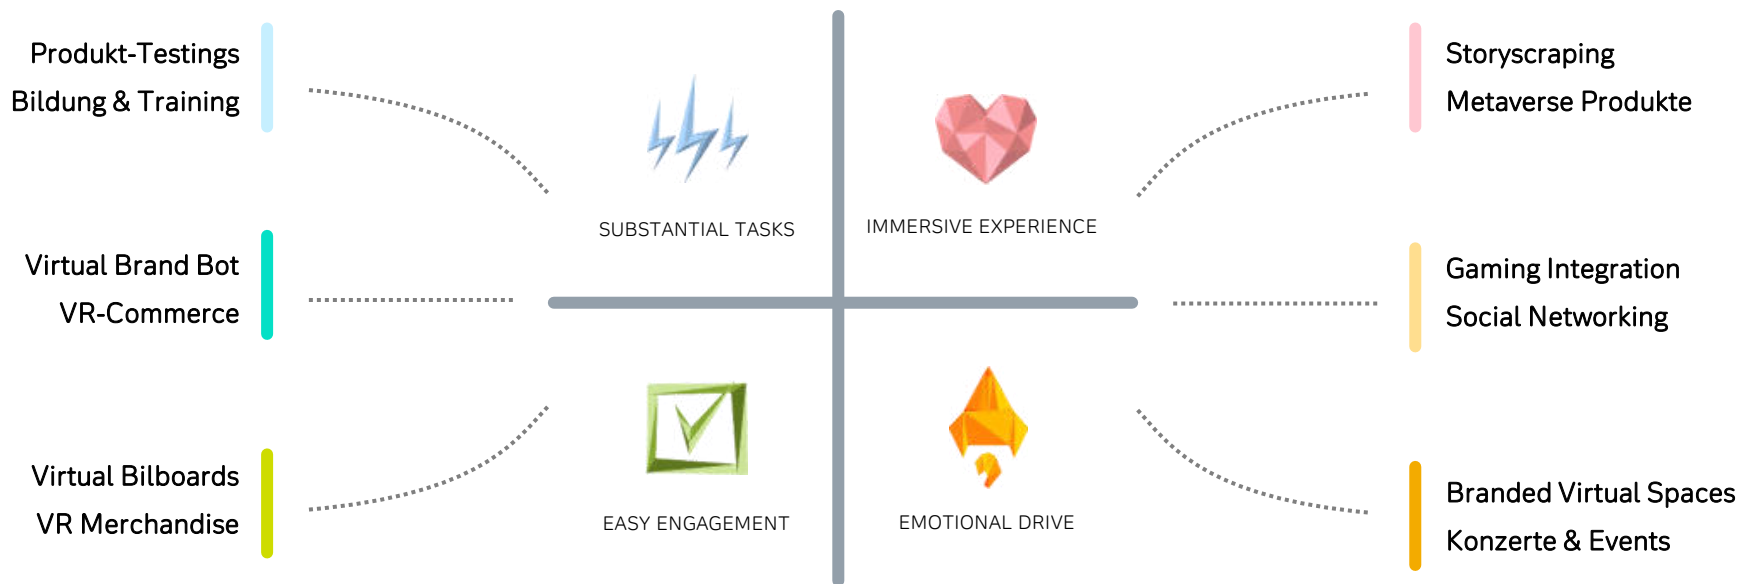 Produkt-Testings
Bildung & Training
Virtual Brand Bot
VR-Commerce
Virtual Bilboards
VR Merchandise
SUBSTANTIAL TASKS
IMMERSIVE EXPERIENCE
EASY ENGAGEMENT
EMOTIONAL DRIVE
Storyscraping
Metaverse Produkte
Gaming Integration
Social Networking
Branded Virtual Spaces
Konzerte & Events